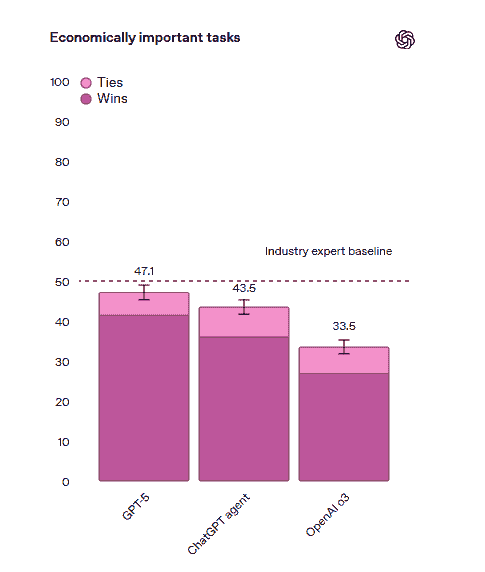 Economically important tasks
100
Ties
Wins
90
80
70
60
Industry expert baseline
47.1
50
43.5
40
33.5
30
20
10
0
GPT-5
ChatGPT agent
OpenAI o3